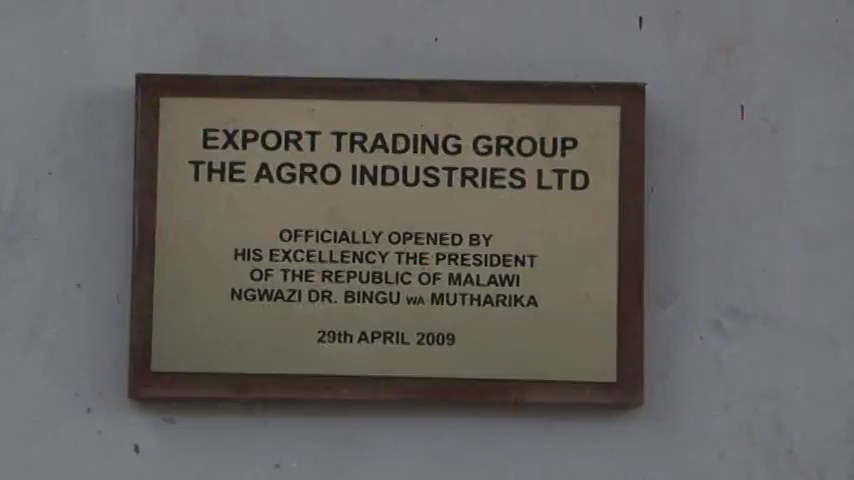 EXPORT TRADING GROUP
THE AGRO INDUSTRIES LTD
OFFICIALLY OPENED BY
HIS EXCELLENCY THE PRESIDENT
OF THE REPUBLIC OF MALAWI
NGWAZI DR. BINGU WA MUTHARIKA
29th APRIL 2009